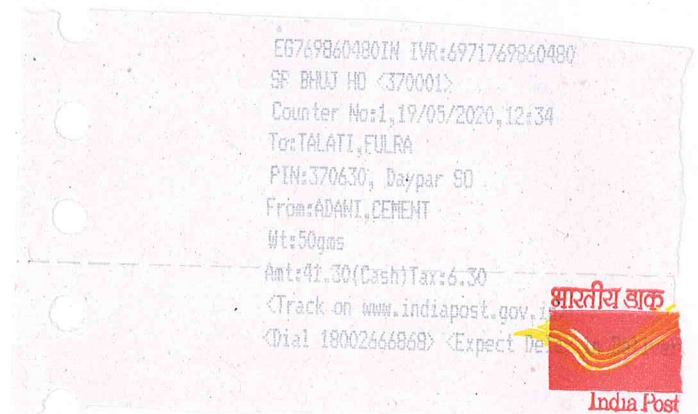 EG769860480IN IVR:6971769860480
SP BHUJ HO <370001>
Counter No:1,19/05/2020,12:34
To:TALATI,FULRA
PIN:370630, Daypar SO
From:ADANI,CEMENT
Wt:50gms
Amt:41.30(Cash)Tax:6.30
<Track on www.indiapost.gov.in
<Dial 18002666868> <Expect
भारतीय डाक
India Post